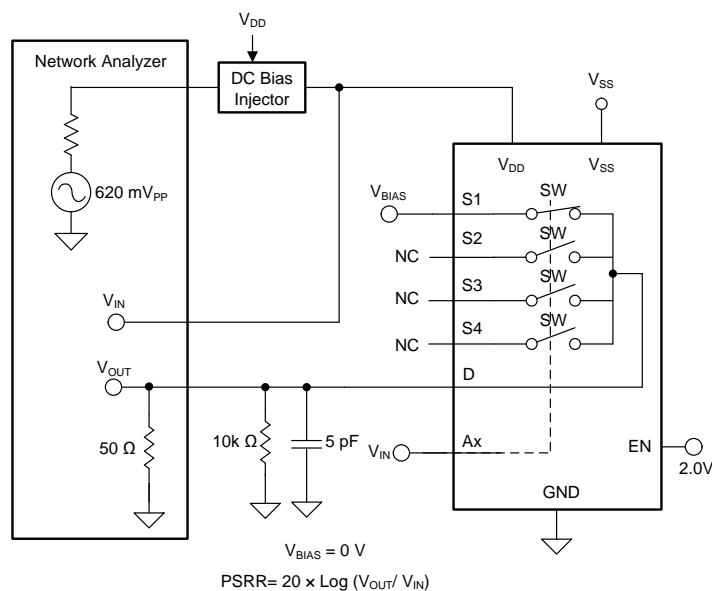 V_DD
Network Analyzer
DC Bias
Injector
V_SS
620 mV_PP
V_DD
V_SS
V_BIAS
S1
SW
S2
SW
NC
S3
SW
NC
S4
SW
NC
V_IN
V_OUT
D
50 Ω
10k Ω
5 pF
V_IN
Ax
EN
2.0V
GND
V_BIAS = 0 V
PSRR= 20 × Log (V_OUT/ V_IN)